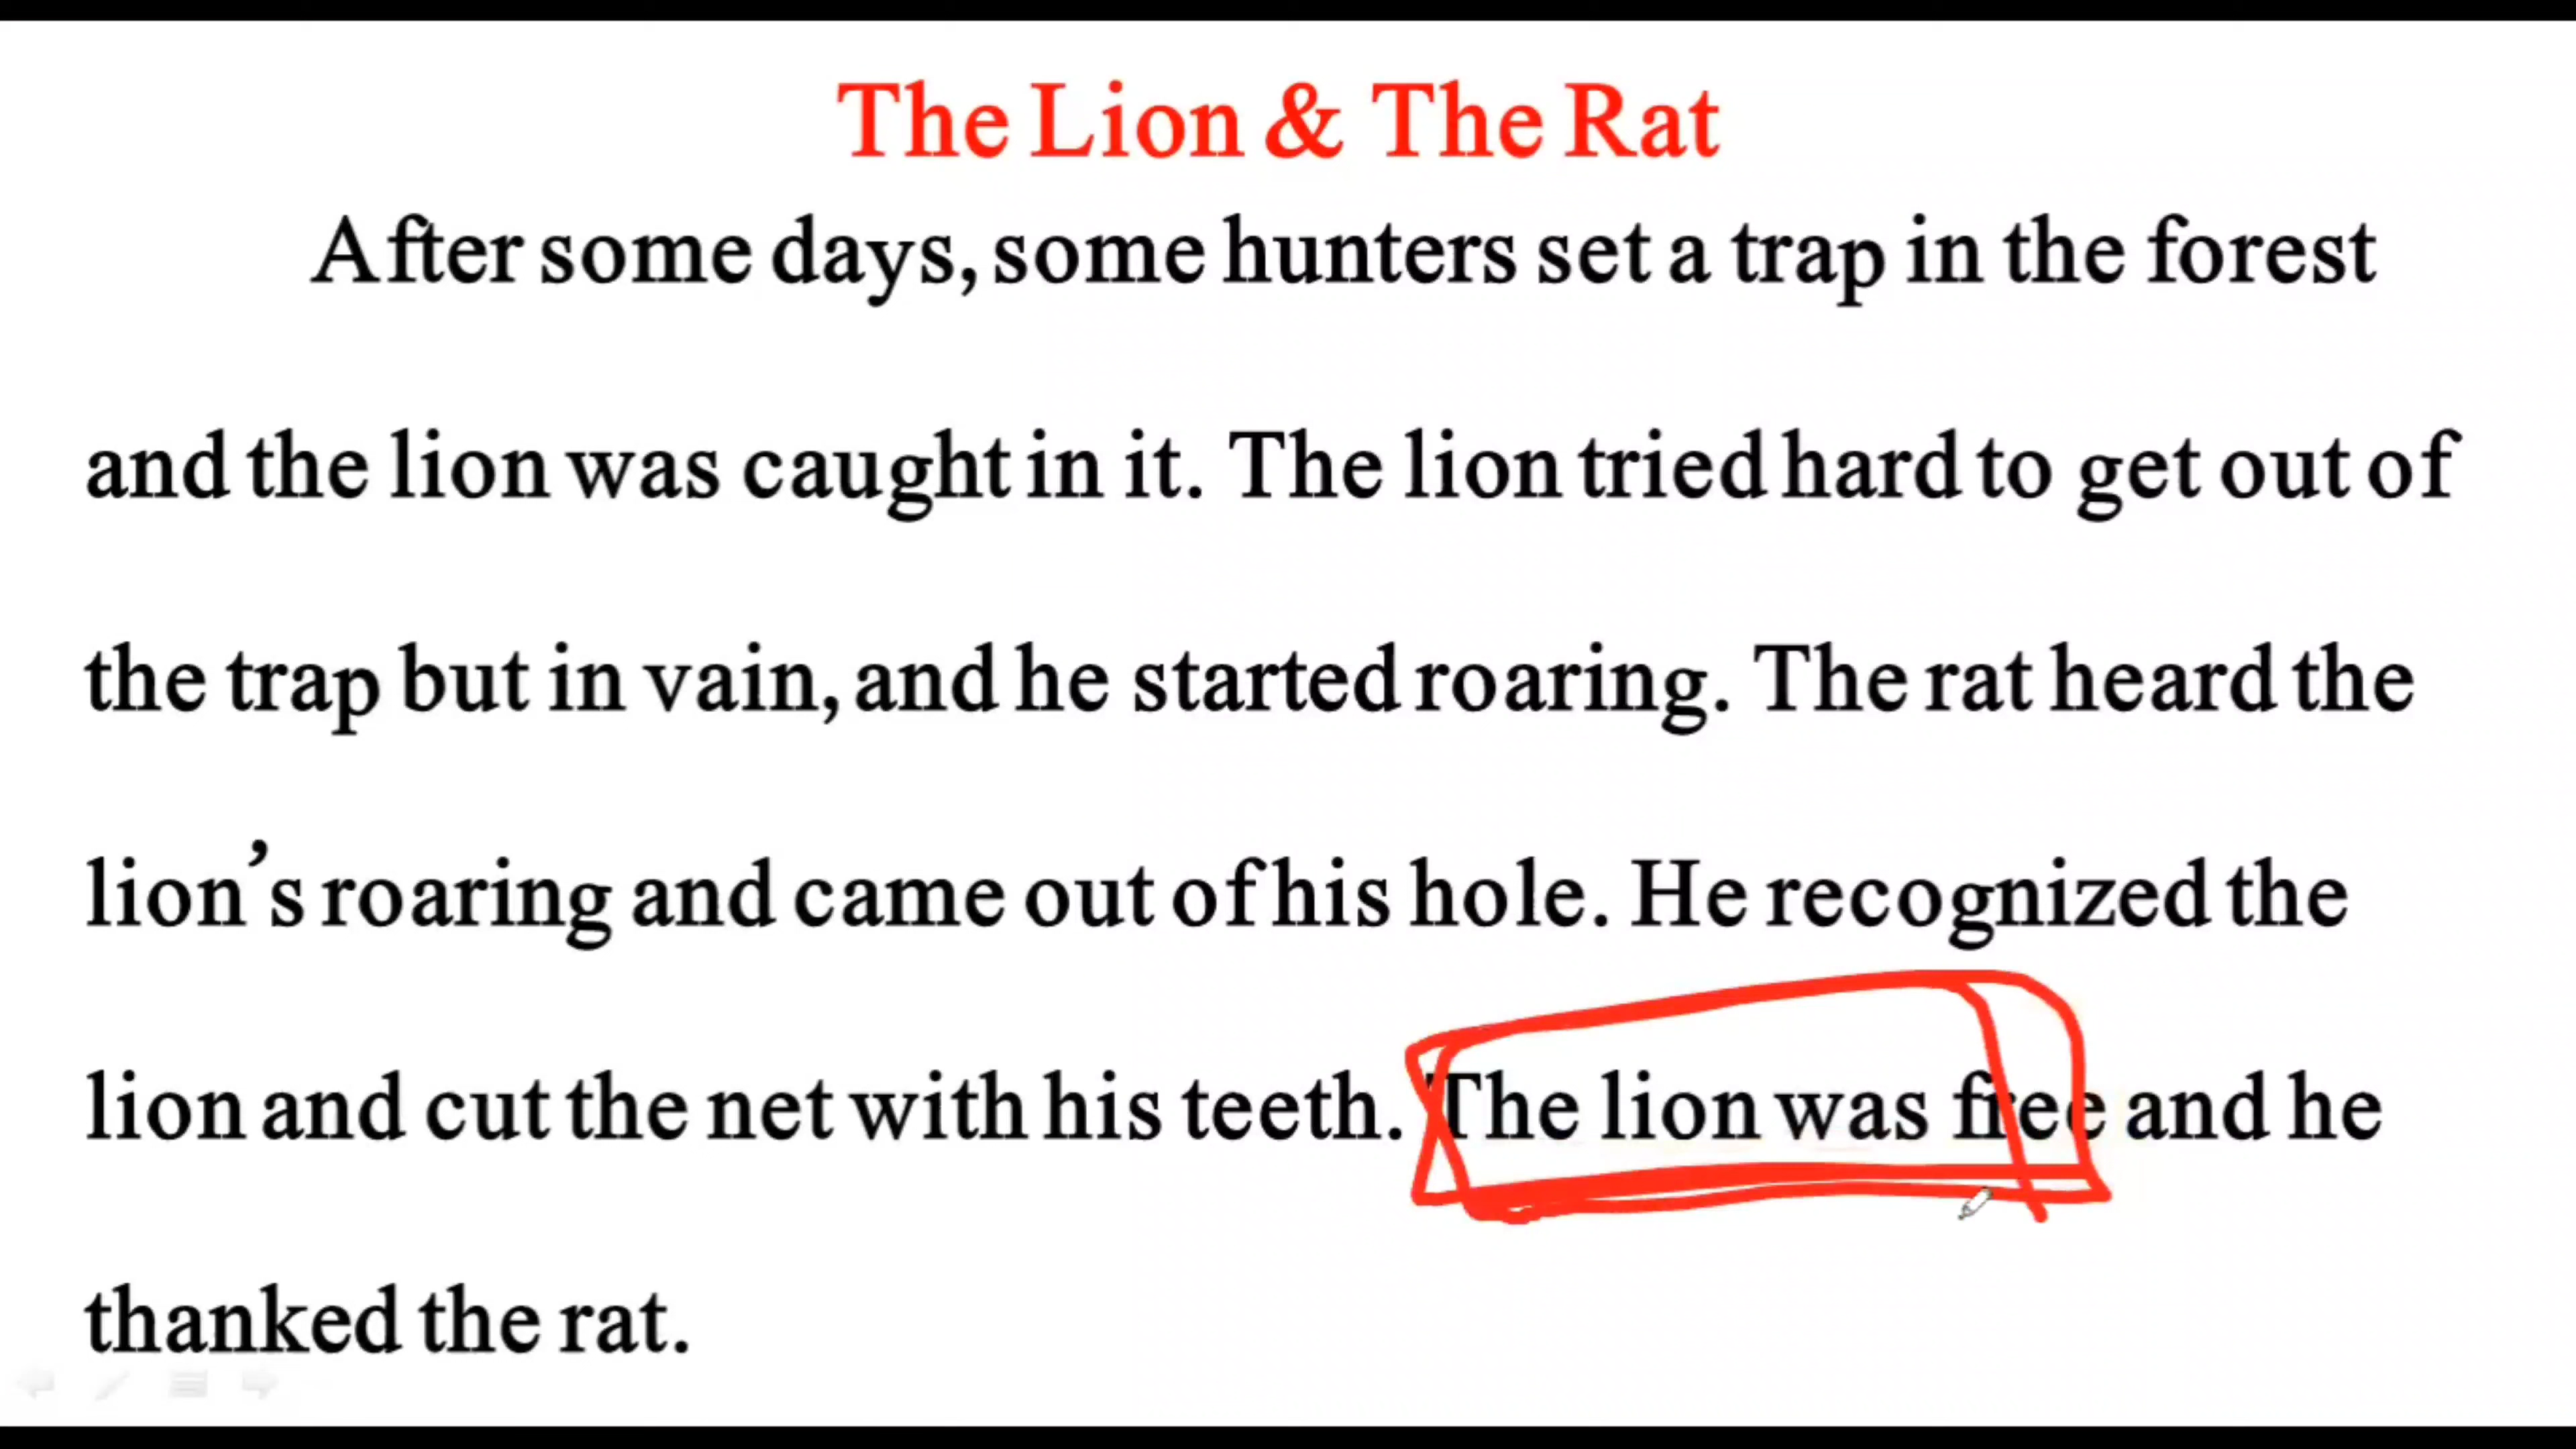 The Lion & The Rat
After some days, some hunters set a trap in the forest
and the lion was caught in it. The lion tried hard to get out of
the trap but in vain, and he started roaring. The rat heard the
lion's roaring and came out of his hole. He recognized the
lion and cut the net with his teeth. The lion was free and he
thanked the rat.